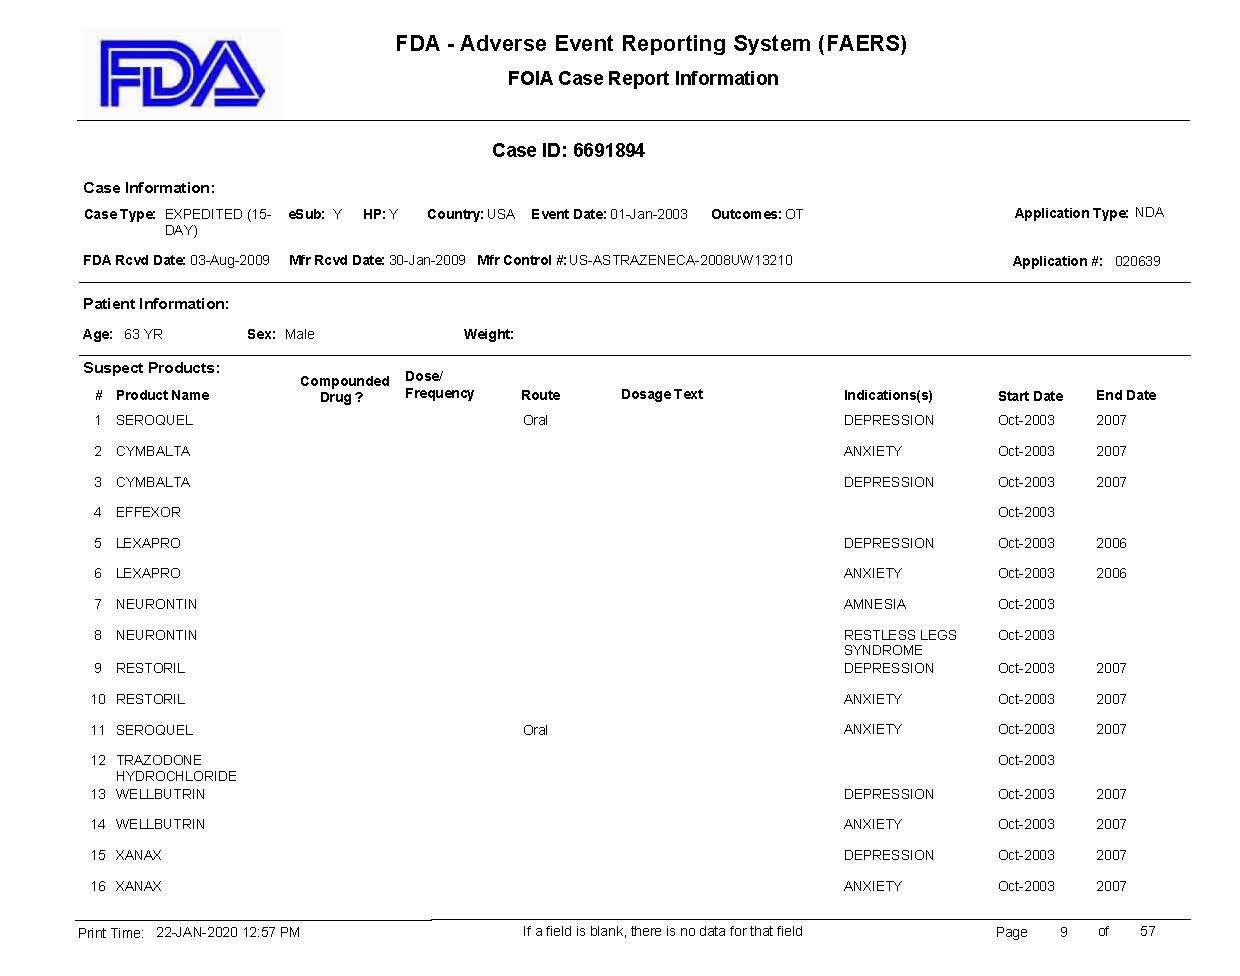 FDA
FDA - Adverse Event Reporting System (FAERS)
FOIA Case Report Information
Case ID: 6691894
Case Information:
Case Type: EXPEDITED (15- eSub: Y HP: Y Country: USA Event Date: 01-Jan-2003 Outcomes: OT Application Type: NDA
DAY)
FDA Rcvd Date: 03-Aug-2009 Mfr Rcvd Date: 30-Jan-2009 Mfr Control #: US-ASTRAZENECA-2008UW13210 Application #: 020639
Patient Information:
Age: 63 YR Sex: Male Weight:
Suspect Products:
# Product Name Compounded Drug ? Dose/ Frequency Route Dosage Text Indications(s) Start Date End Date
1 SEROQUEL Oral DEPRESSION Oct-2003 2007
2 CYMBALTA ANXIETY Oct-2003 2007
3 CYMBALTA DEPRESSION Oct-2003 2007
4 EFFEXOR Oct-2003
5 LEXAPRO DEPRESSION Oct-2003 2006
6 LEXAPRO ANXIETY Oct-2003 2006
7 NEURONTIN AMNESIA Oct-2003
8 NEURONTIN RESTLESS LEGS Oct-2003
SYNDROME
9 RESTORIL DEPRESSION Oct-2003 2007
10 RESTORIL ANXIETY Oct-2003 2007
11 SEROQUEL Oral ANXIETY Oct-2003 2007
12 TRAZODONE Oct-2003
HYDROCHLORIDE
13 WELLBUTRIN DEPRESSION Oct-2003 2007
14 WELLBUTRIN ANXIETY Oct-2003 2007
15 XANAX DEPRESSION Oct-2003 2007
16 XANAX ANXIETY Oct-2003 2007
Print Time: 22-JAN-2020 12:57 PM If a field is blank, there is no data for that field Page 9 of 57